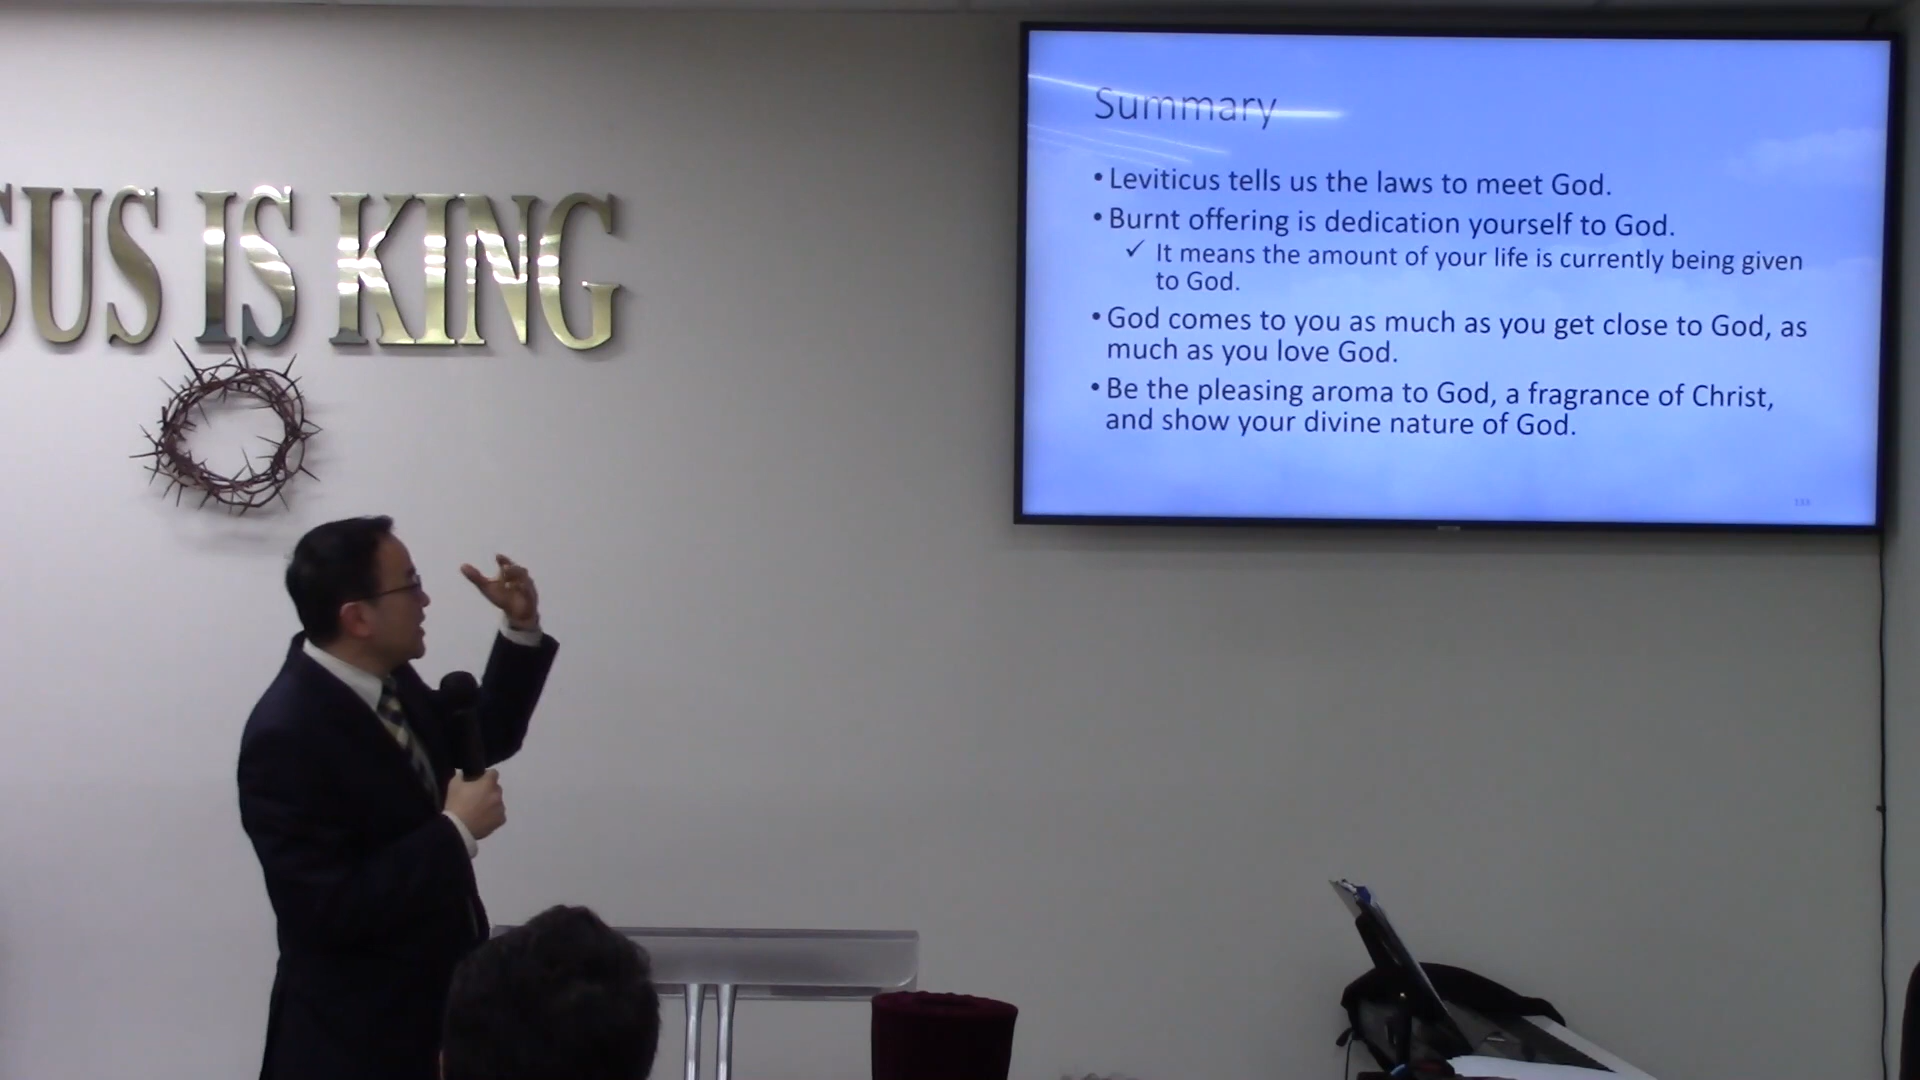 SUS IS KING
Summary
• Leviticus tells us the laws to meet God.
• Burnt offering is dedication yourself to God.
✓ It means the amount of your life is currently being given
to God.
• God comes to you as much as you get close to God, as
much as you love God.
• Be the pleasing aroma to God, a fragrance of Christ,
and show your divine nature of God.